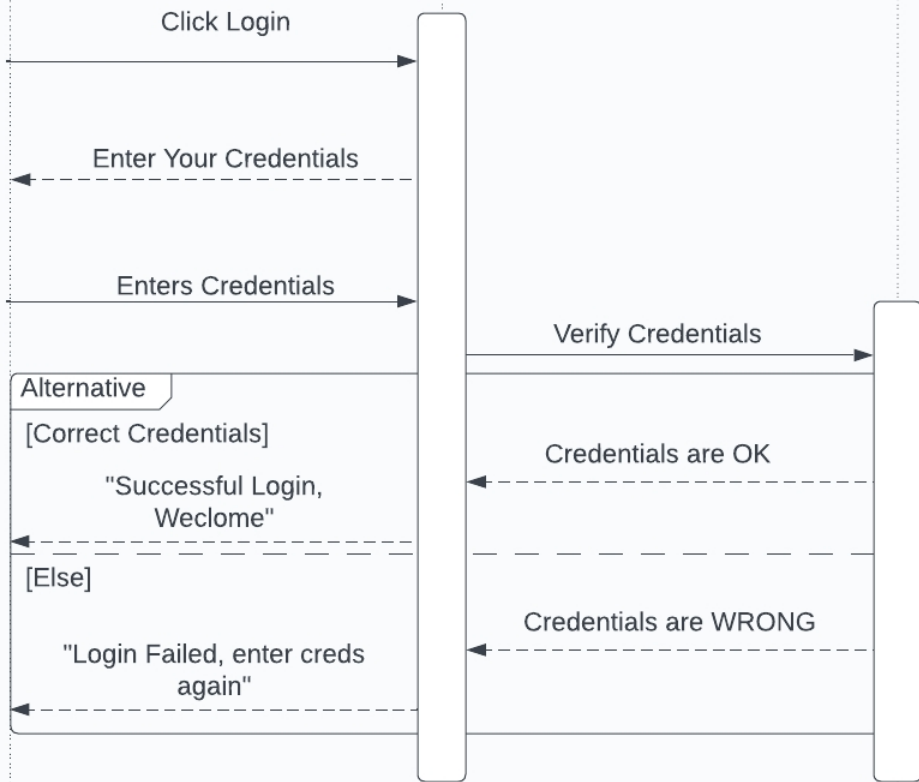 Click Login
Enter Your Credentials
Enters Credentials
Verify Credentials
Alternative
[Correct Credentials]
Credentials are OK
"Successful Login,
Weclome"
[Else]
Credentials are WRONG
"Login Failed, enter creds
again"